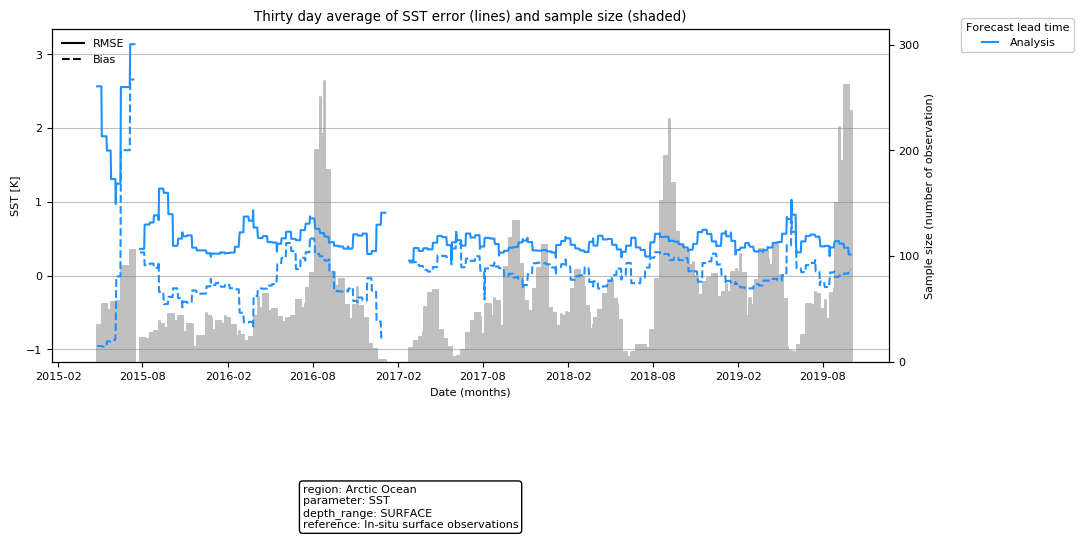 Thirty day average of SST error (lines) and sample size (shaded)
Forecast lead time
Analysis
RMSE
Bias
3
2
1
0
−1
SST [K]
300
200
100
0
Sample size (number of observation)
2015-02 2015-08 2016-02 2016-08 2017-02 2017-08 2018-02 2018-08 2019-02 2019-08
Date (months)
region: Arctic Ocean
parameter: SST
depth_range: SURFACE
reference: In-situ surface observations